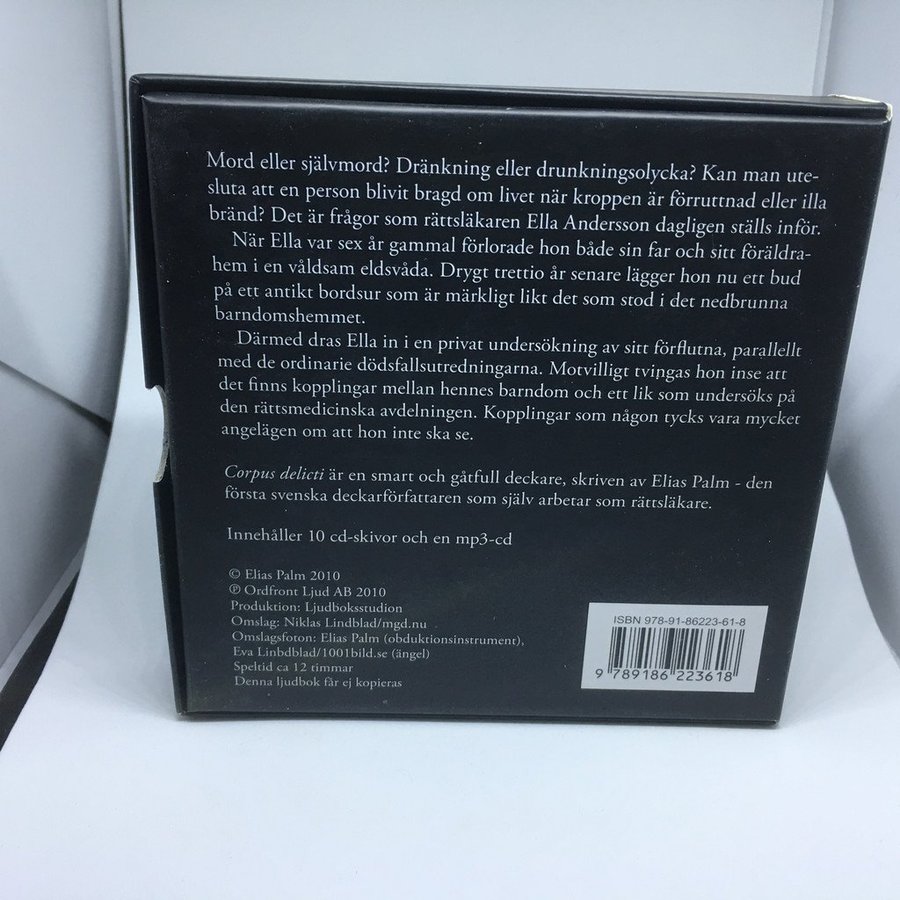 Mord eller självmord? Dränkning eller drunkningsolycka? Kan man ute-
sluta att en person blivit bragd om livet när kroppen är förruttnad eller illa
bränd? Det är frågor som rättsläkaren Ella Andersson dagligen ställs inför.
När Ella var sex år gammal förlorade hon både sin far och sitt föräldra-
hem i en våldsam eldsvåda. Drygt trettio år senare lägger hon nu ett bud
på ett antikt bordsur som är märkligt likt det som stod i det nedbrunna
barndomshemmet.
Därmed dras Ella in i en privat undersökning av sitt förflutna, parallellt
med de ordinarie dödsfallsutredningarna. Motvilligt tvingas hon inse att
det finns kopplingar mellan hennes barndom och ett lik som undersöks på
den rättsmedicinska avdelningen. Kopplingar som någon tycks vara mycket
angelägen om att hon inte ska se.
Corpus delicti är en smart och gåtfull deckare, skriven av Elias Palm - den
första svenska deckarförfattaren som själv arbetar som rättsläkare.
Innehåller 10 cd-skivor och en mp3-cd
© Elias Palm 2010
℗ Ordfront Ljud AB 2010
Produktion: Ljudboksstudion
Omslag: Niklas Lindblad/mgd.nu
Omslagsfoton: Elias Palm (obduktionsinstrument),
Eva Linbdblad/1001bild.se (ängel)
Speltid ca 12 timmar
Denna ljudbok får ej kopieras
ISBN 978-91-86223-61-8
9 789186 223618